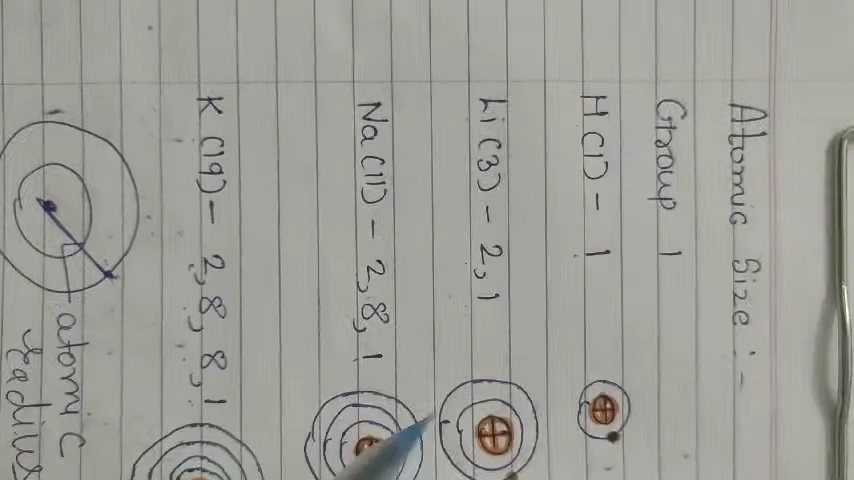 Atomic Size :-
Group 1
H(1) - 1
Li(3) - 2,1
Na(11) - 2,8,1
K(19) - 2,8,8,1
atomic
radius